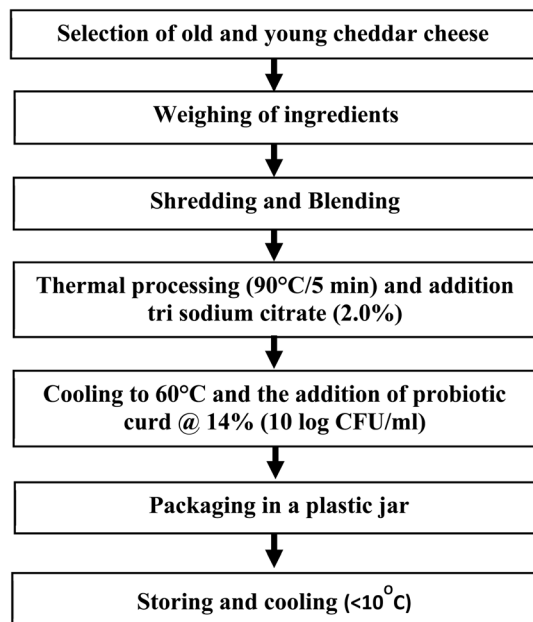 Selection of old and young cheddar cheese
Weighing of ingredients
Shredding and Blending
Thermal processing (90°C/5 min) and addition
tri sodium citrate (2.0%)
Cooling to 60°C and the addition of probiotic
curd @ 14% (10 log CFU/ml)
Packaging in a plastic jar
Storing and cooling (<10°C)